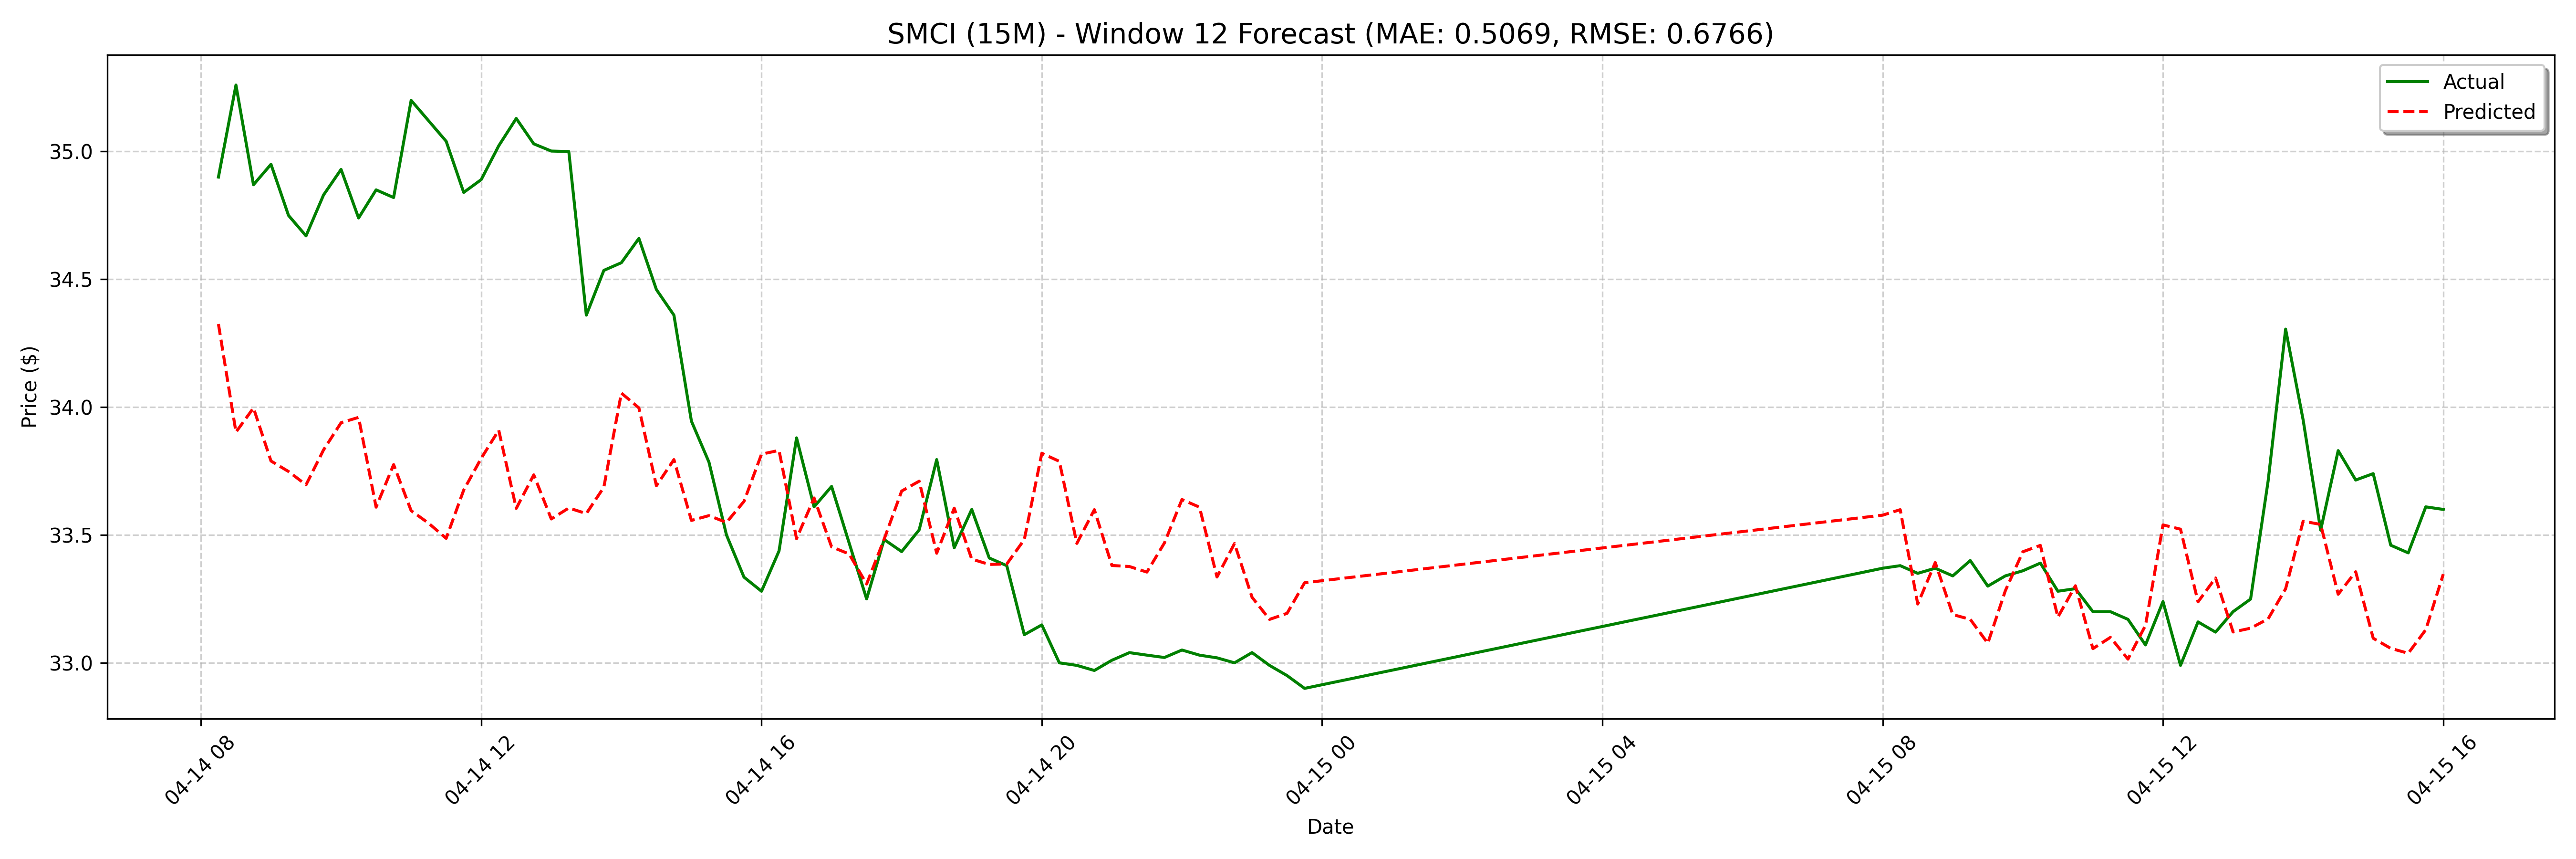 SMCI (15M) - Window 12 Forecast (MAE: 0.5069, RMSE: 0.6766)
Actual
Predicted
Price ($)
35.0
34.5
34.0
33.5
33.0
04-14 08
04-14 12
04-14 16
04-14 20
04-15 00
04-15 04
04-15 08
04-15 12
04-15 16
Date